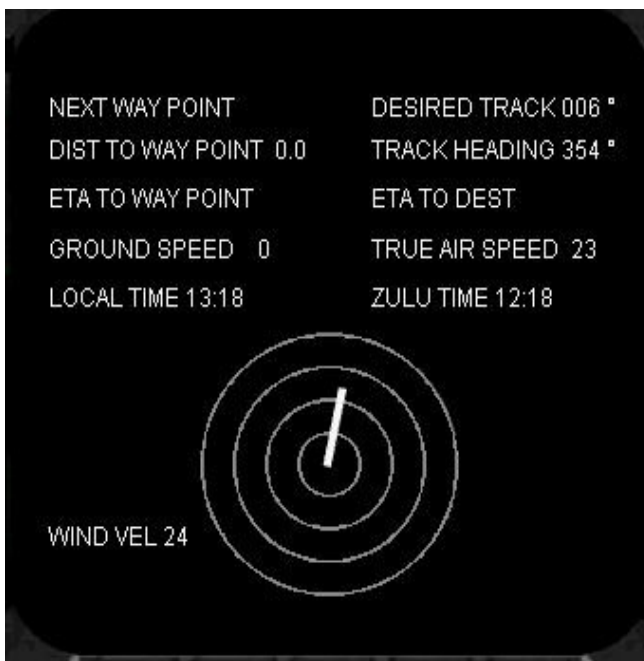 NEXT WAY POINT DESIRED TRACK 006 °
DIST TO WAY POINT 0.0 TRACK HEADING 354 °
ETA TO WAY POINT ETA TO DEST
GROUND SPEED 0 TRUE AIR SPEED 23
LOCAL TIME 13:18 ZULU TIME 12:18
WIND VEL 24